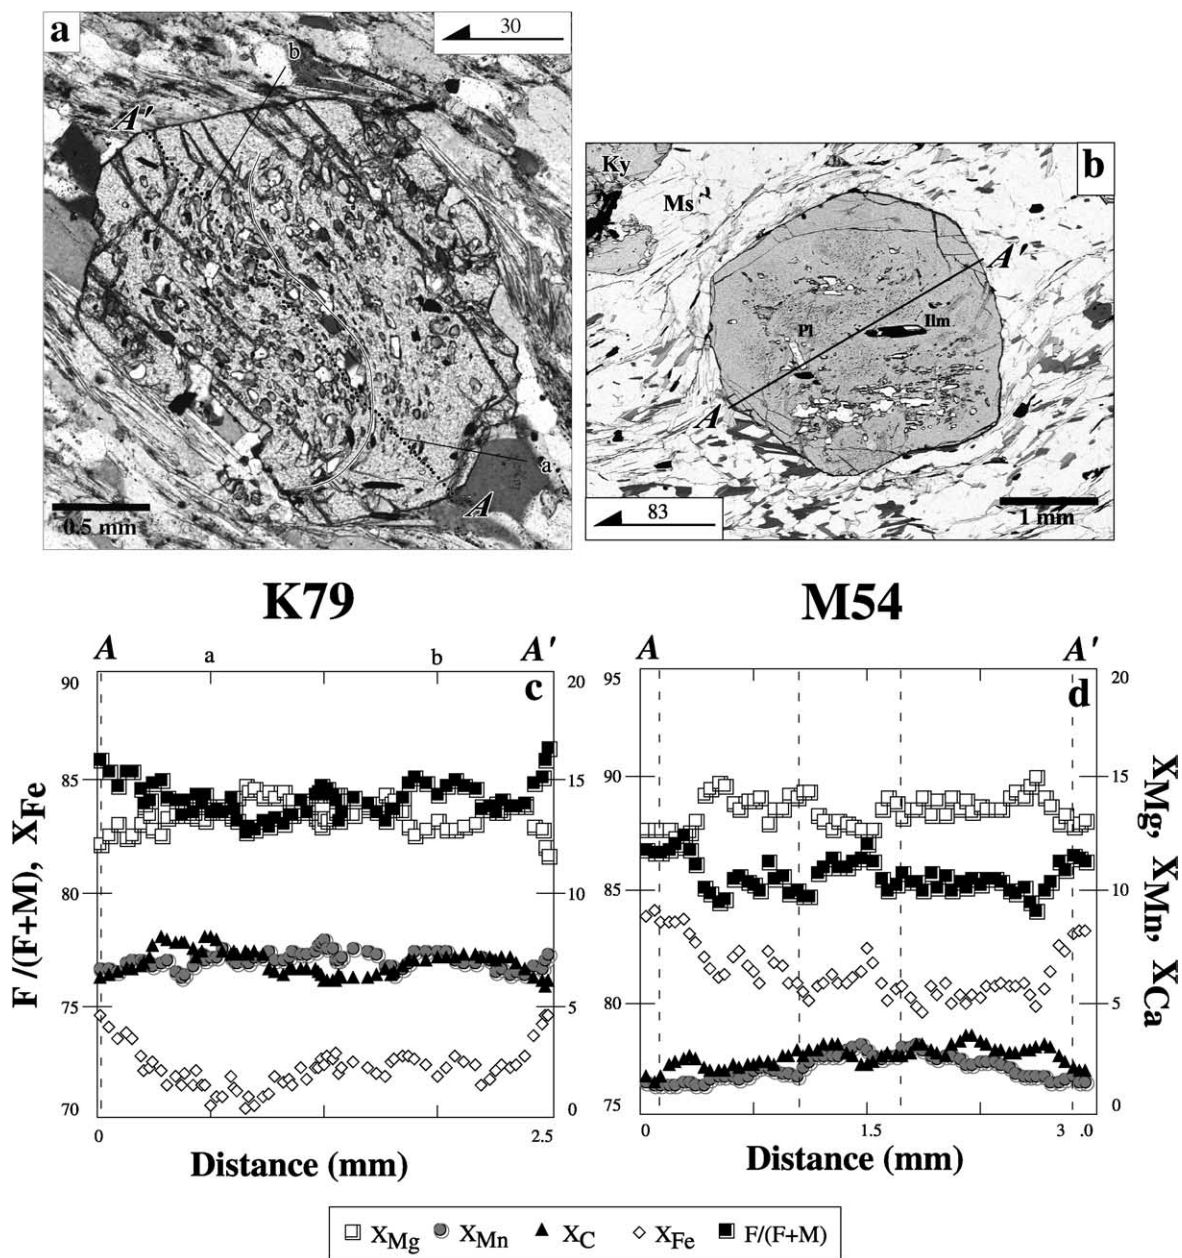 a
30
b
A'
a
A
0.5 mm
b
Ky
Ms
A'
Pl
Ilm
A
83
1 mm
K79
M54
A
a
b
A'
A
A'
90
85
80
75
70
c
20
15
10
5
0
95
90
85
80
75
d
20
15
10
5
0
F /(F+M), XFe
XMg, XMn, XCa
0
2.5
0
1.5
3 .0
Distance (mm)
Distance (mm)
XMg
XMn
XC
XFe
F/(F+M)